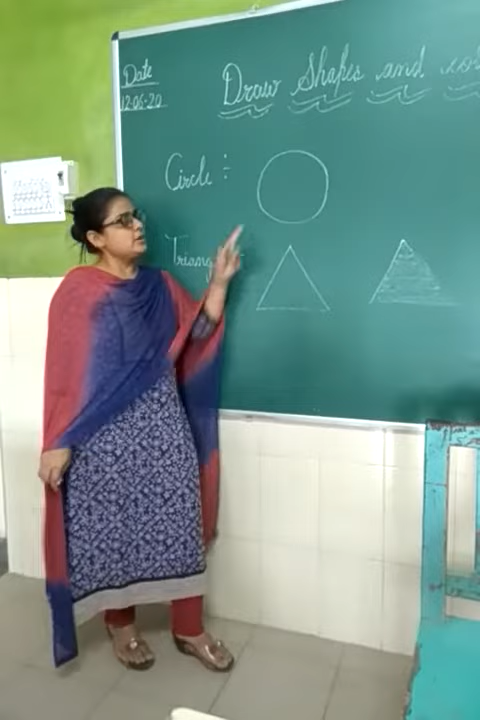 Date
12-06-20
Draw Shapes and
Circle :-